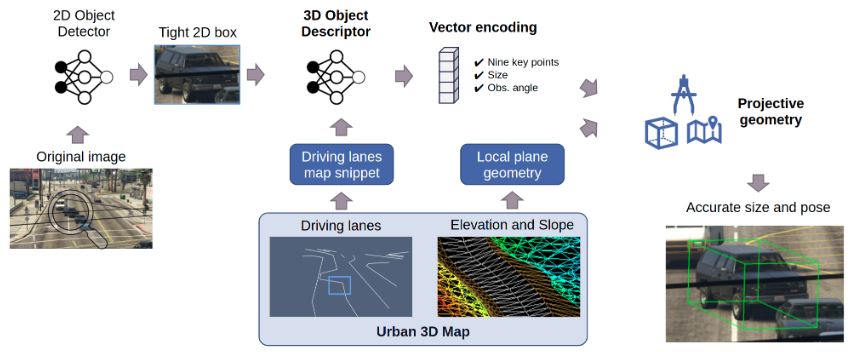 2D Object
Detector
Tight 2D box
3D Object
Descriptor
Vector encoding
✔ Nine key points
✔ Size
✔ Obs. angle
Projective
geometry
Original image
Driving lanes
map snippet
Local plane
geometry
Accurate size and pose
Driving lanes
Elevation and Slope
Urban 3D Map